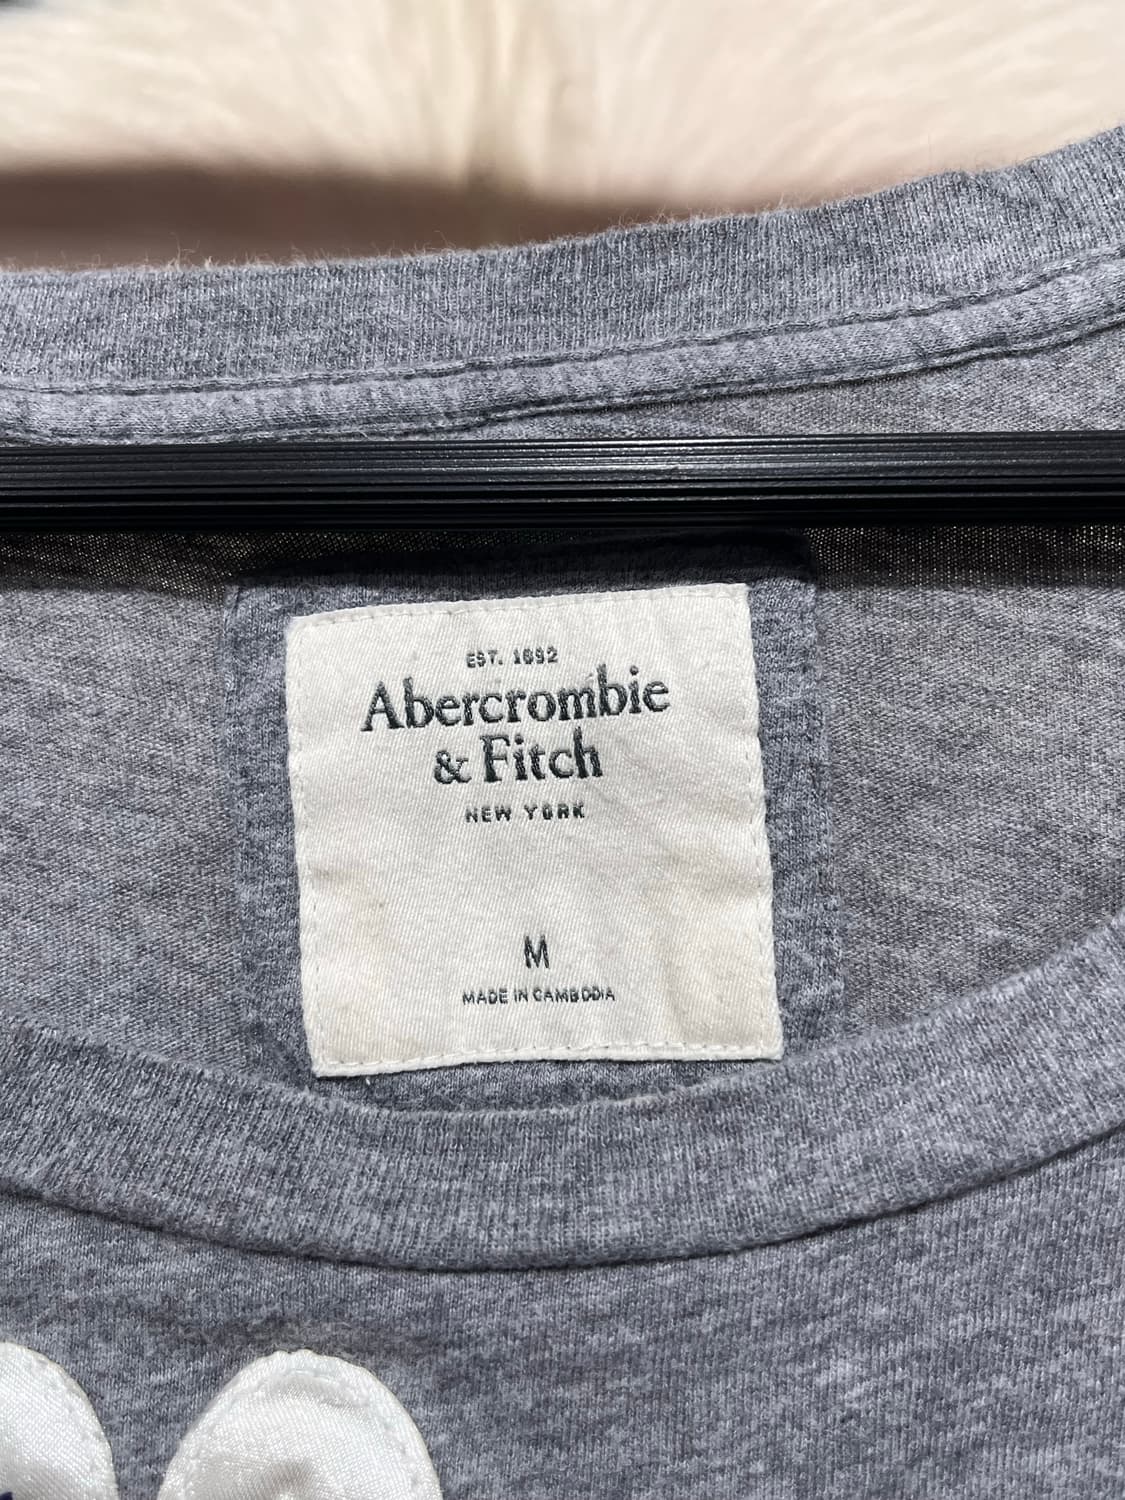 EST. 1892
Abercrombie
& Fitch
NEW YORK
M
MADE IN CAMBODIA